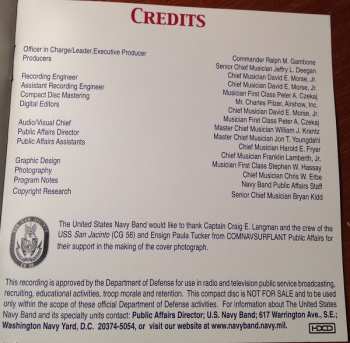 CREDITS
Officer in Charge/Leader, Executive Producer Commander Ralph M. Gambone
Producers Senior Chief Musician Jeffry L. Deegan
Chief Musician David E. Morse, Jr.
Recording Engineer Chief Musician David E. Morse, Jr.
Assistant Recording Engineer Musician First Class Peter A. Czekaj
Compact Disc Mastering Mr. Charles Pilzer, Airshow, Inc.
Digital Editors Chief Musician David E. Morse, Jr.
Musician First Class Peter A. Czekaj
Audio/Visual Chief Master Chief Musician William J. Krientz
Public Affairs Director Master Chief Musician Jon T. Youngdahl
Public Affairs Assistants Chief Musician Harold E. Fryer
Chief Musician Franklin Lamberth, Jr.
Musician First Class Stephen W. Hassay
Graphic Design Chief Musician Chris W. Erbe
Photography Navy Band Public Affairs Staff
Program Notes Senior Chief Musician Bryan Kidd
Copyright Research
The United States Navy Band would like to thank Captain Craig E. Langman and the crew of the
USS San Jacinto (CG 56) and Ensign Paula Tucker from COMNAVSURFLANT Public Affairs for
their support in the making of the cover photograph.
This recording is approved by the Department of Defense for use in radio and television public service broadcasting,
recruiting, educational activities, troop morale and retention. This compact disc is NOT FOR SALE and to be used
only within the scope of these official Department of Defense activities. For information about The United States
Navy Band and its specialty units contact: Public Affairs Director; U.S. Navy Band; 617 Warrington Ave., S.E.;
Washington Navy Yard, D.C. 20374-5054, or visit our website at www.navyband.navy.mil.
HDCD